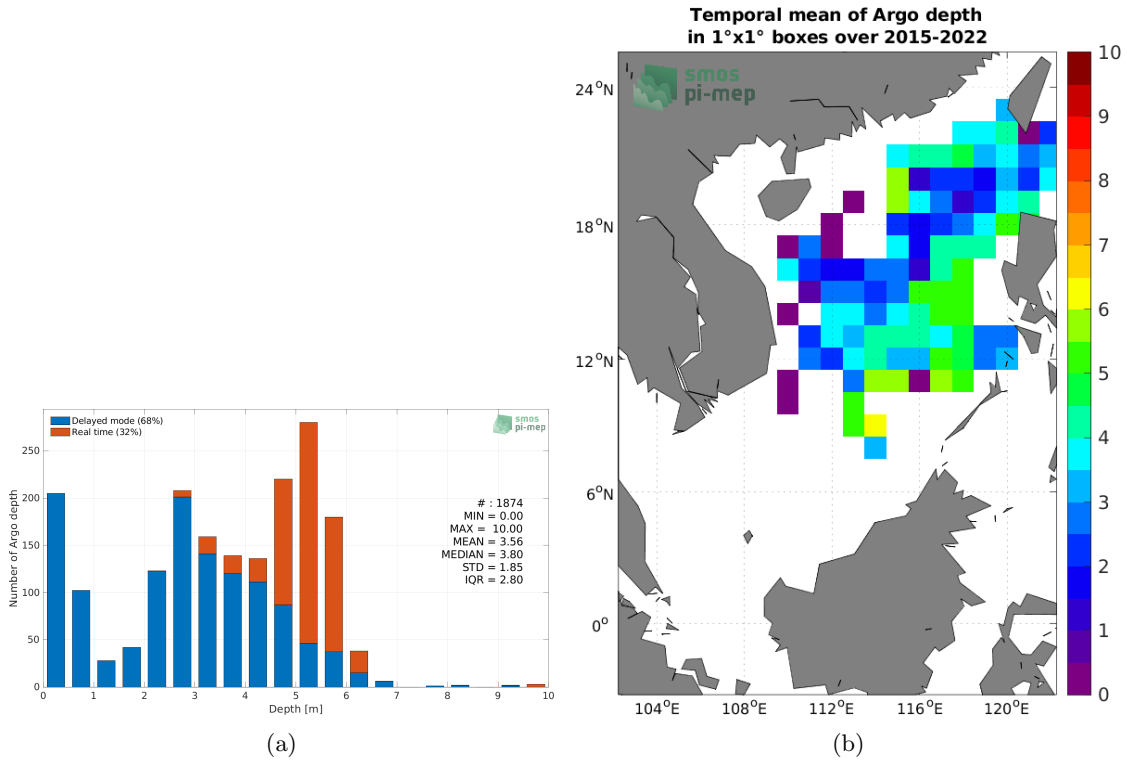 Temporal mean of Argo depth
in 1°x1° boxes over 2015-2022
smos
pi-mep
24°N
18°N
12°N
6°N
0°
104°E
108°E
112°E
116°E
120°E
10
9
8
7
6
5
4
3
2
1
0
Delayed mode (68%)
Real time (32%)
smos
pi-mep
# : 1874
MIN = 0.00
MAX = 10.00
MEAN = 3.56
MEDIAN = 3.80
STD = 1.85
IQR = 2.80
Number of Argo depth
250
200
150
100
50
0
0 1 2 3 4 5 6 7 8 9 10
Depth [m]
(a)
(b)